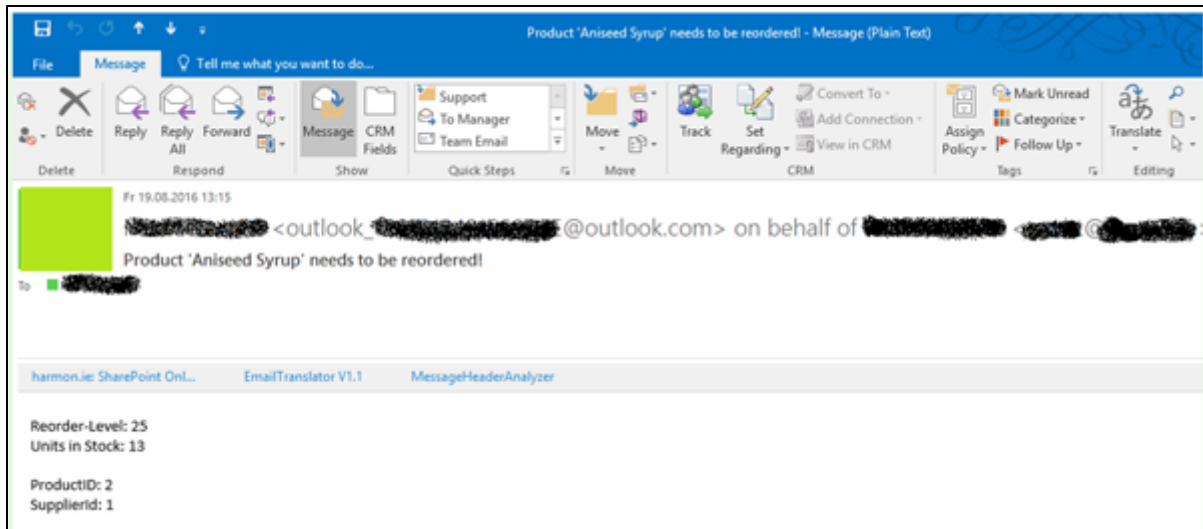 Product 'Aniseed Syrup' needs to be reordered! - Message (Plain Text)
File Message Tell me what you want to do...
Delete
Reply
Reply All
Forward
Message
CRM Fields
Support
To Manager
Team Email
Move
Track
Set Regarding
Convert To
Add Connection
View in CRM
Assign Policy
Mark Unread
Categorize
Follow Up
Translate
Delete Respond Show Quick Steps Move CRM Tags Editing
Fr 19.08.2016 13:15
<outlook_ E@outlook.com> on behalf of < @ >
Product 'Aniseed Syrup' needs to be reordered!
To
harmon.ie: SharePoint Onl... EmailTranslator V1.1 MessageHeaderAnalyzer
Reorder-Level: 25
Units in Stock: 13
ProductID: 2
SupplierId: 1